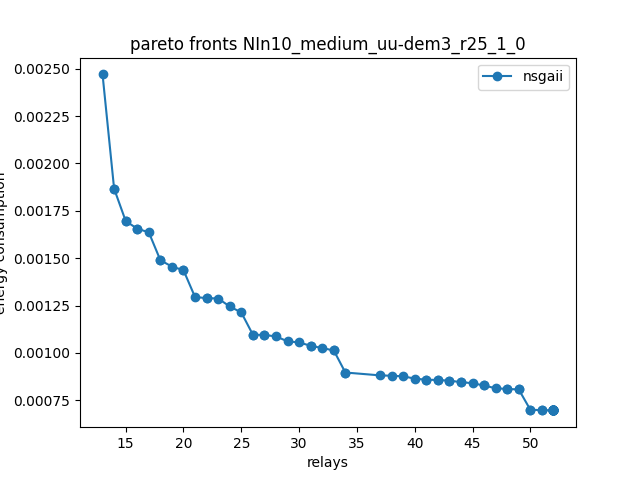 pareto fronts NIn10_medium_uu-dem3_r25_1_0
nsgaii
0.00250
0.00225
0.00200
0.00175
0.00150
0.00125
0.00100
0.00075
energy consumption
15 20 25 30 35 40 45 50
relays